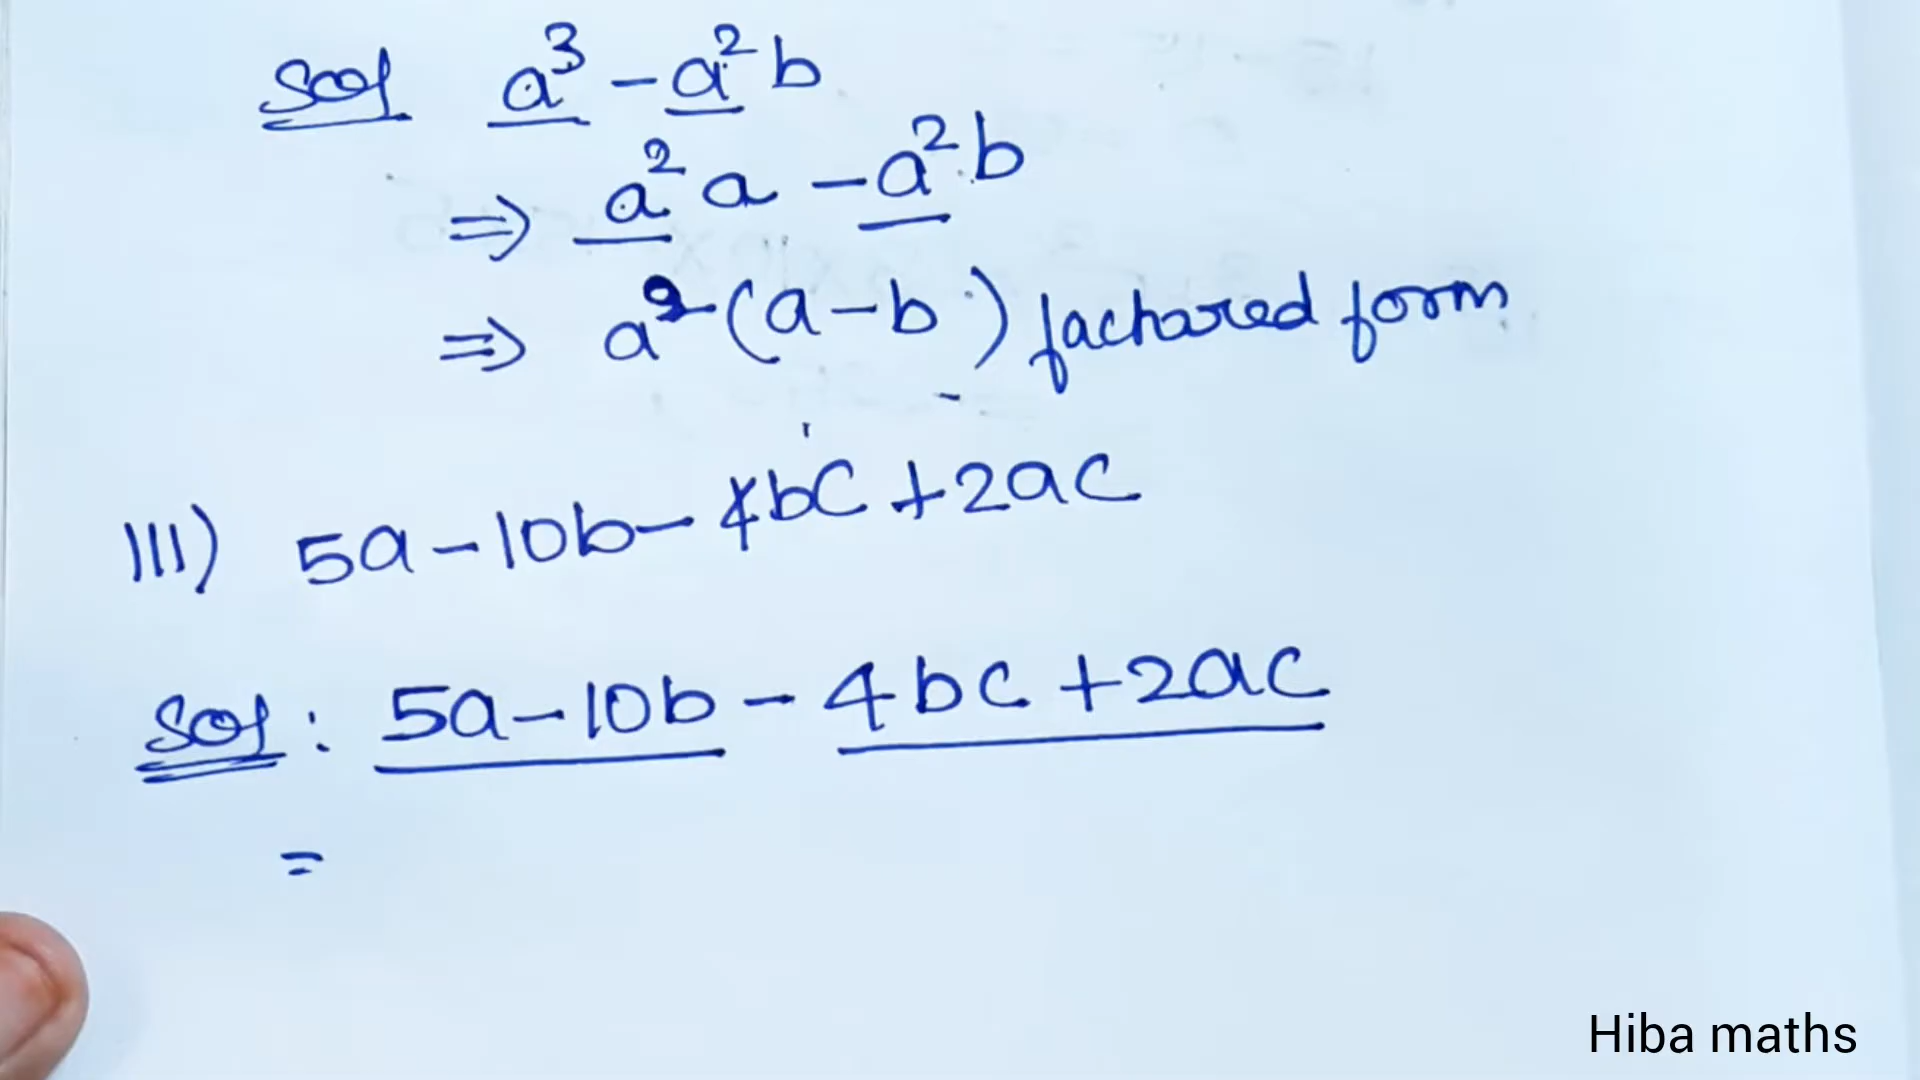 Sol a³ - a²b
⇒ a² a - a²b
⇒ a² (a - b) factored form
III) 5a - 10b - 4bc + 2ac
Sol : 5a - 10b - 4bc + 2ac
=
Hiba maths